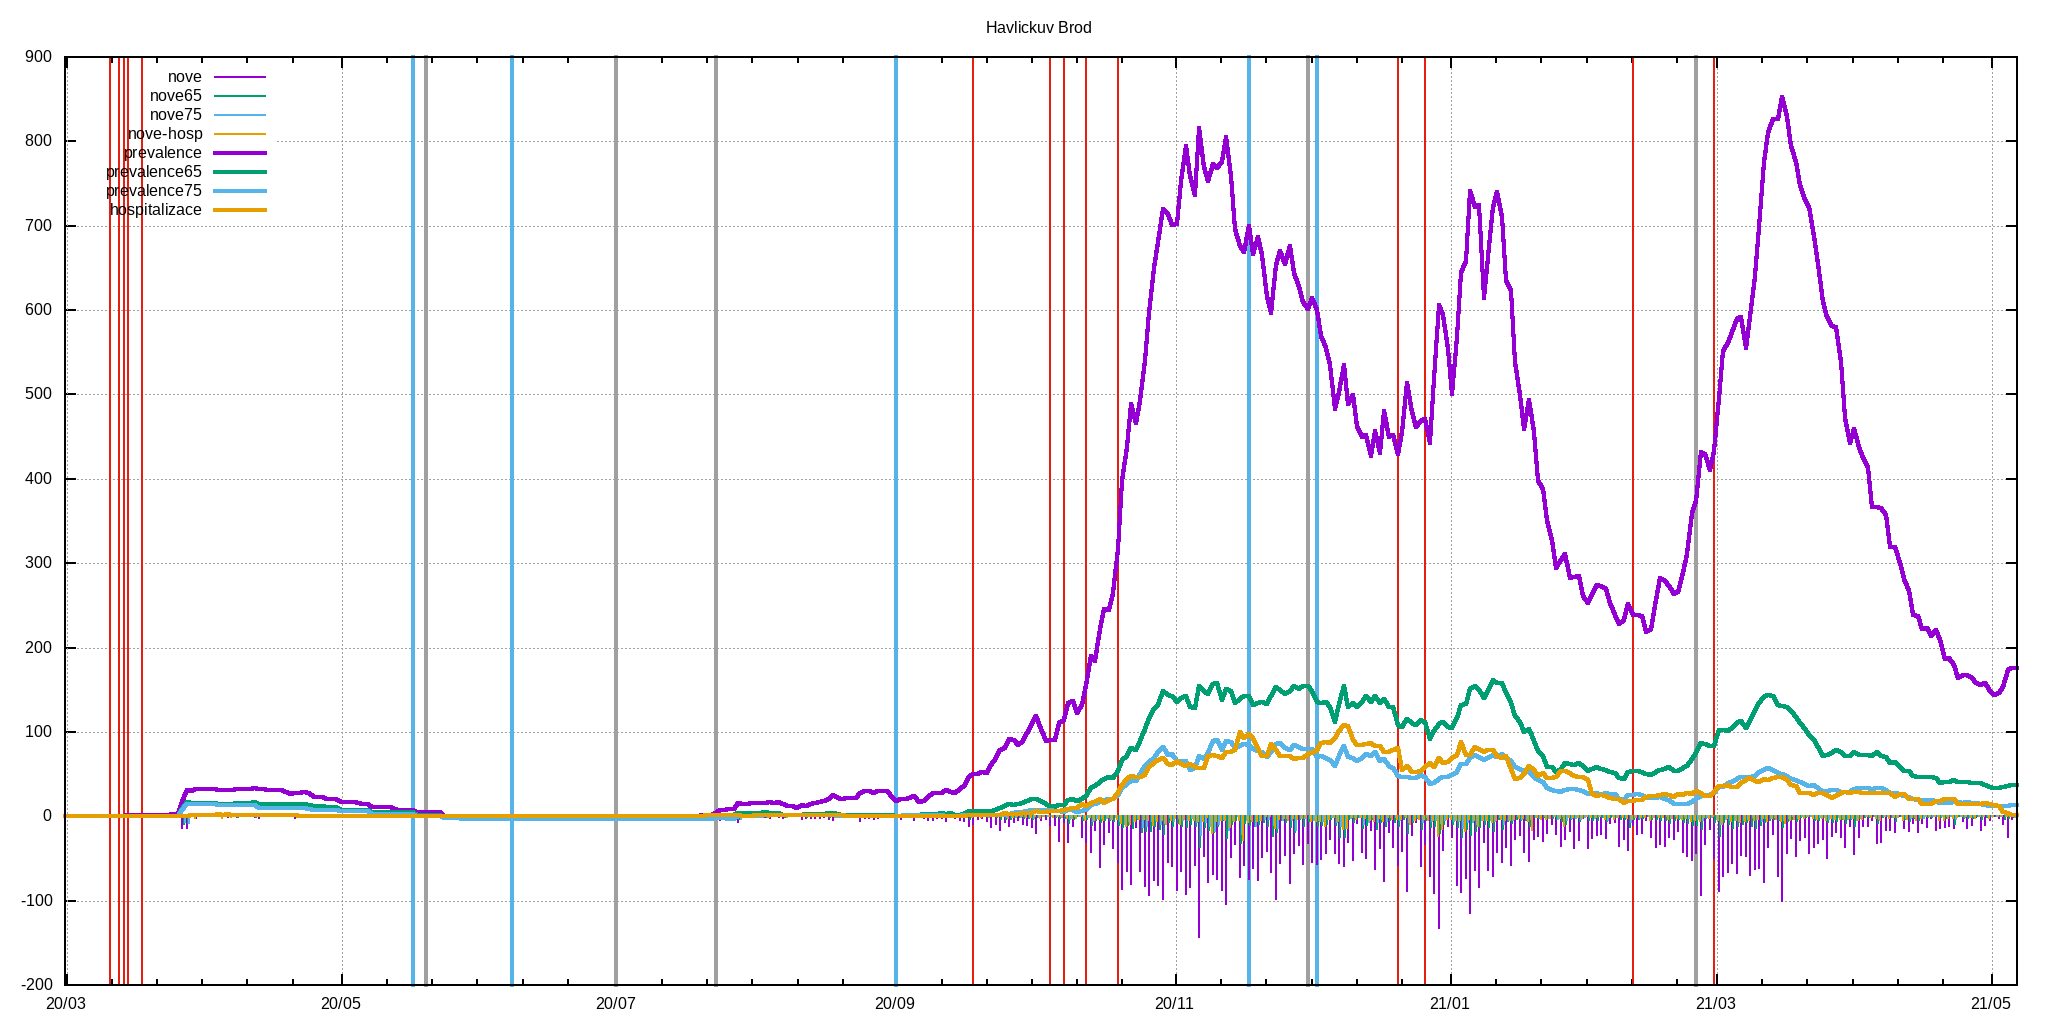 Havlickuv Brod
900
800
700
600
500
400
300
200
100
0
-100
-200
nove
nove65
nove75
nove-hosp
prevalence
prevalence65
prevalence75
hospitalizace
20/03 20/05 20/07 20/09 20/11 21/01 21/03 21/05